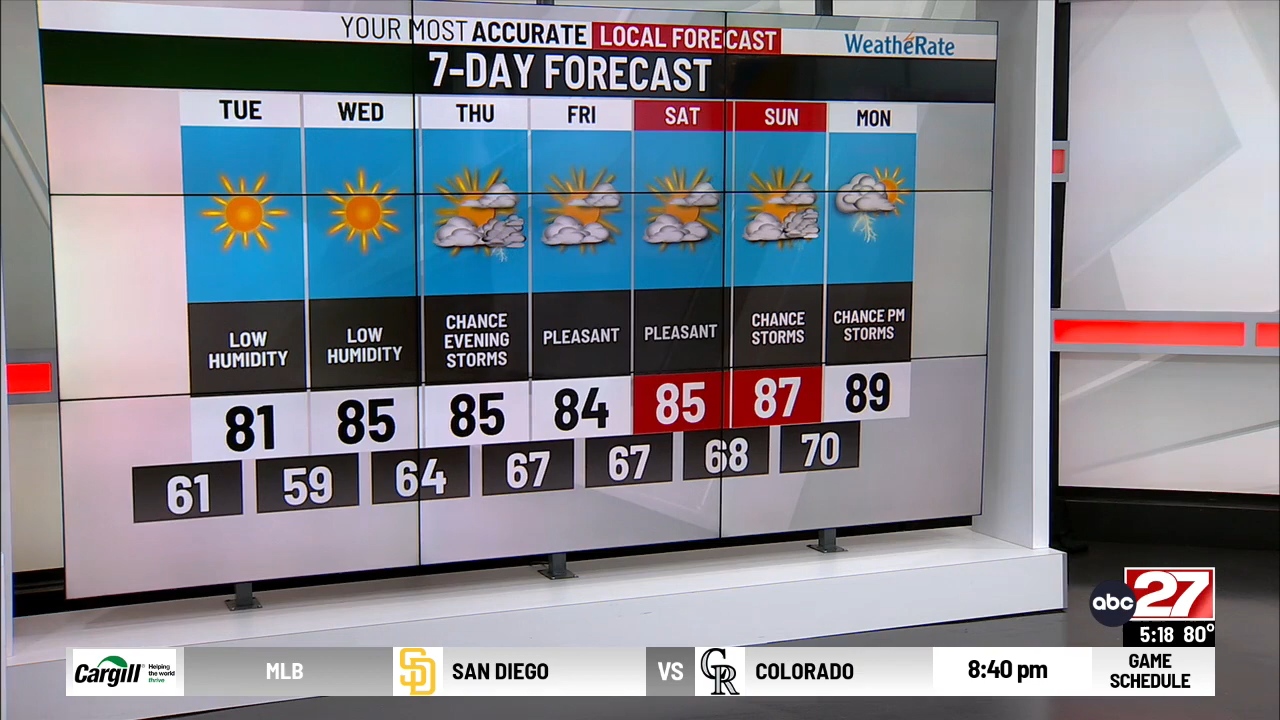 YOUR MOST ACCURATE LOCAL FORECAST
WeatheRate
7-DAY FORECAST
TUE WED THU FRI SAT SUN MON
LOW HUMIDITY
LOW HUMIDITY
CHANCE EVENING STORMS
PLEASANT
PLEASANT
CHANCE STORMS
CHANCE PM STORMS
81 85 85 84 85 87 89
61 59 64 67 67 68 70
abc 27
5:18 80°
Cargill® Helping the world thrive
MLB SD SAN DIEGO VS CR COLORADO 8:40 pm GAME SCHEDULE